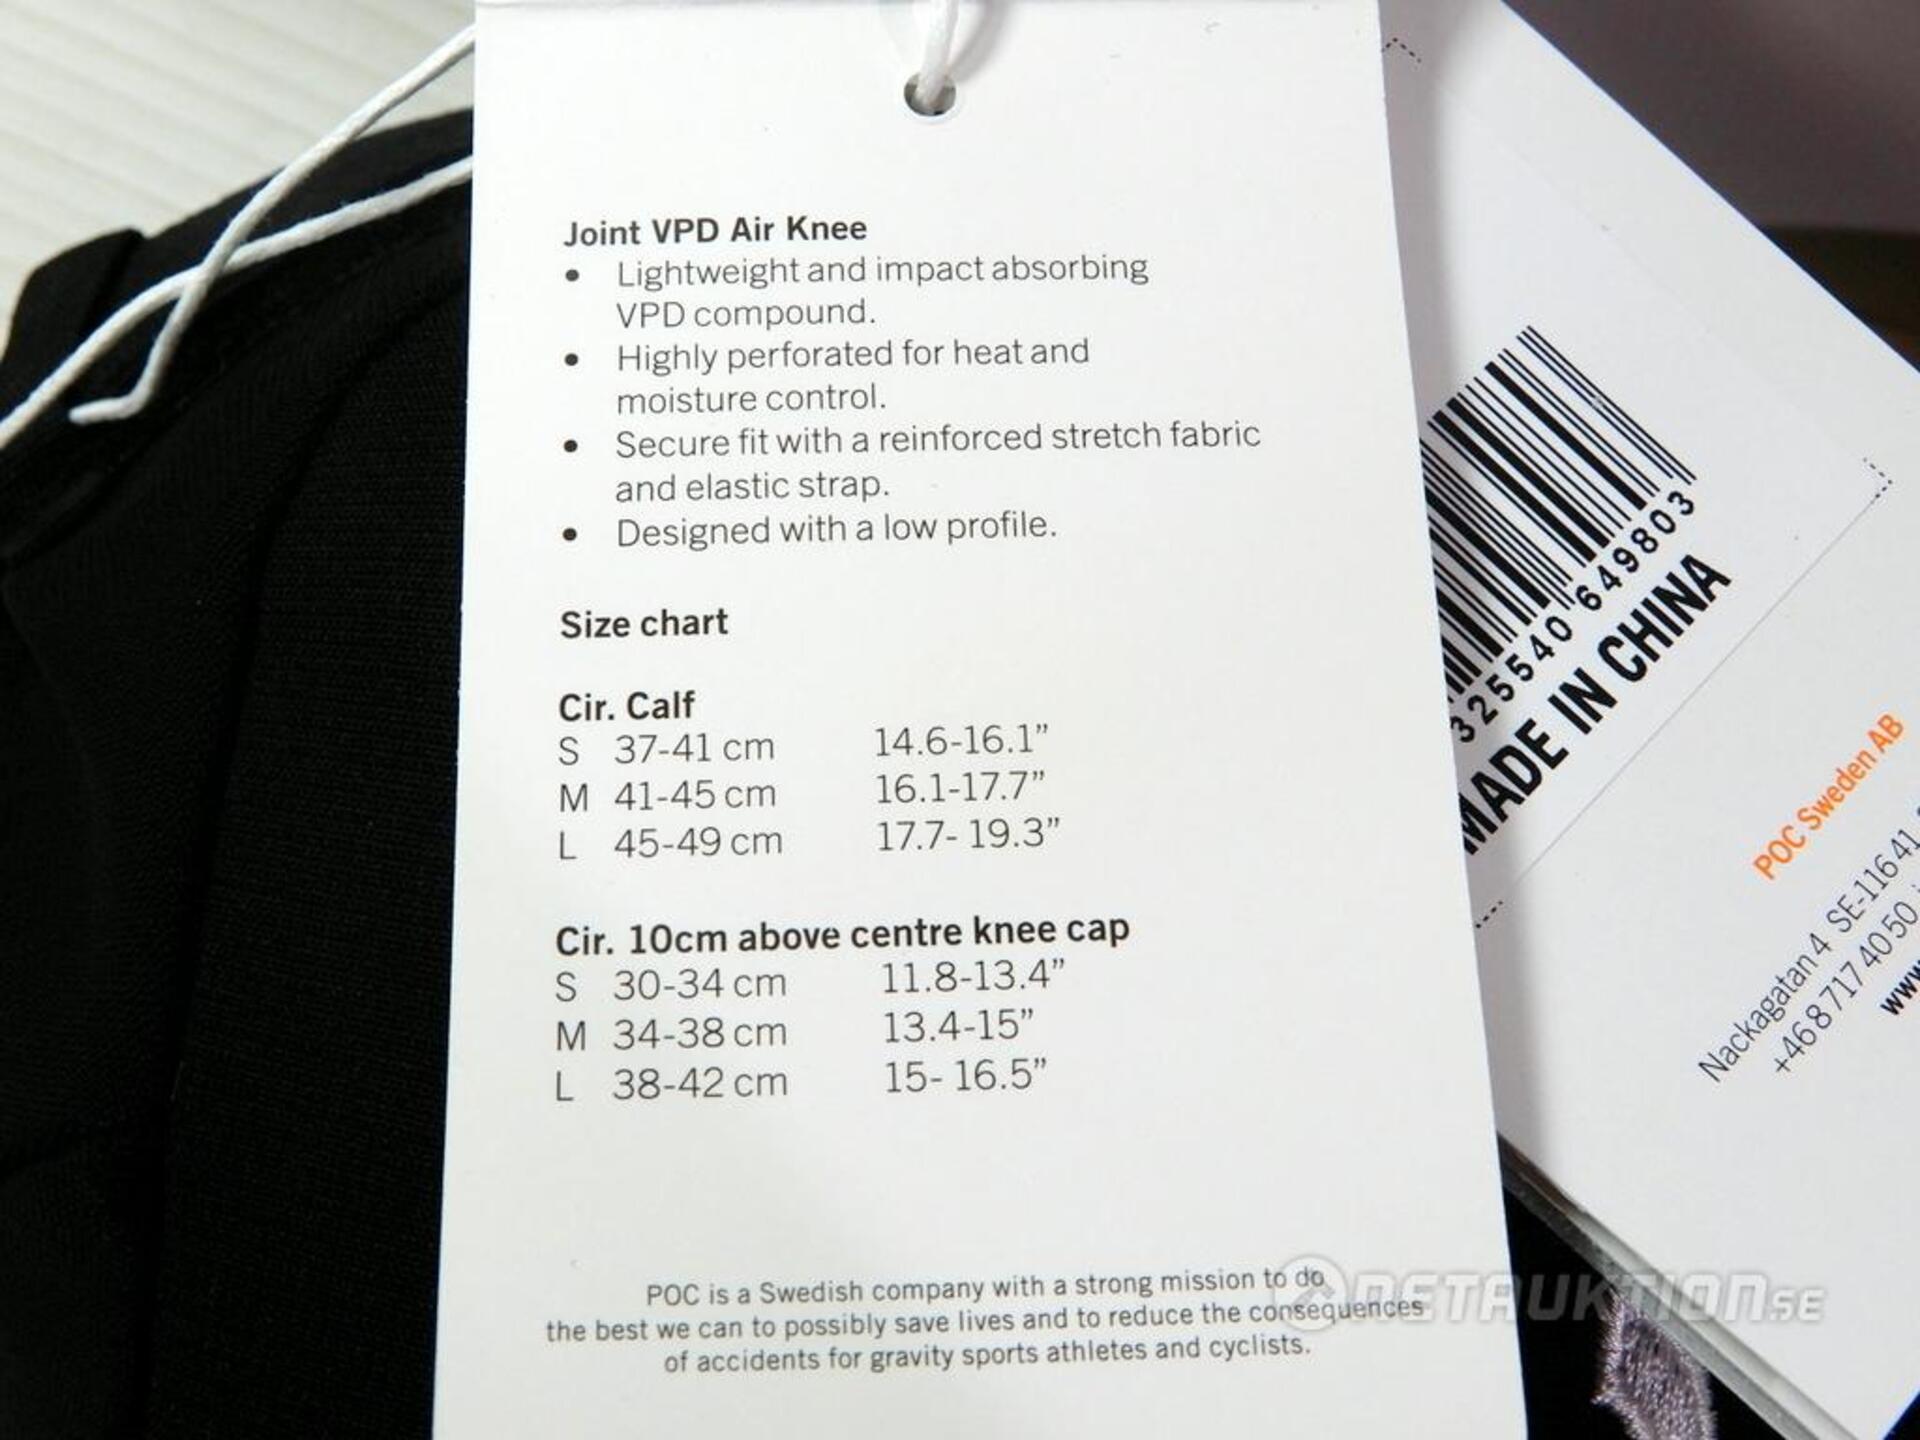 Joint VPD Air Knee
• Lightweight and impact absorbing
VPD compound.
• Highly perforated for heat and
moisture control.
• Secure fit with a reinforced stretch fabric
and elastic strap.
• Designed with a low profile.
Size chart
Cir. Calf
S 37-41 cm 14.6-16.1”
M 41-45 cm 16.1-17.7”
L 45-49 cm 17.7- 19.3”
Cir. 10cm above centre knee cap
S 30-34 cm 11.8-13.4”
M 34-38 cm 13.4-15”
L 38-42 cm 15- 16.5”
POC is a Swedish company with a strong mission to do
the best we can to possibly save lives and to reduce the consequences
of accidents for gravity sports athletes and cyclists.
325540 649803
MADE IN CHINA
POC Sweden AB
Nackagatan 4 SE-116 41
+46 8 717 40 50
www
NETAUKTION.SE